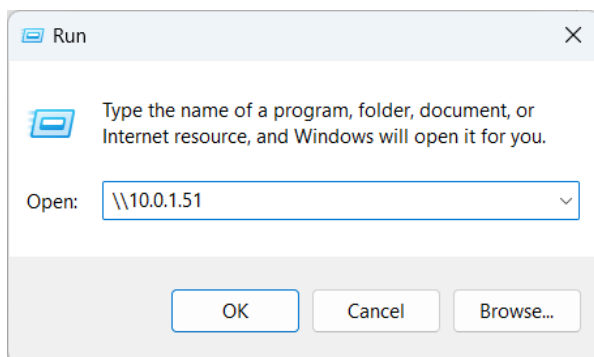 Run
Type the name of a program, folder, document, or
Internet resource, and Windows will open it for you.
Open: \\10.0.1.51
OK Cancel Browse...